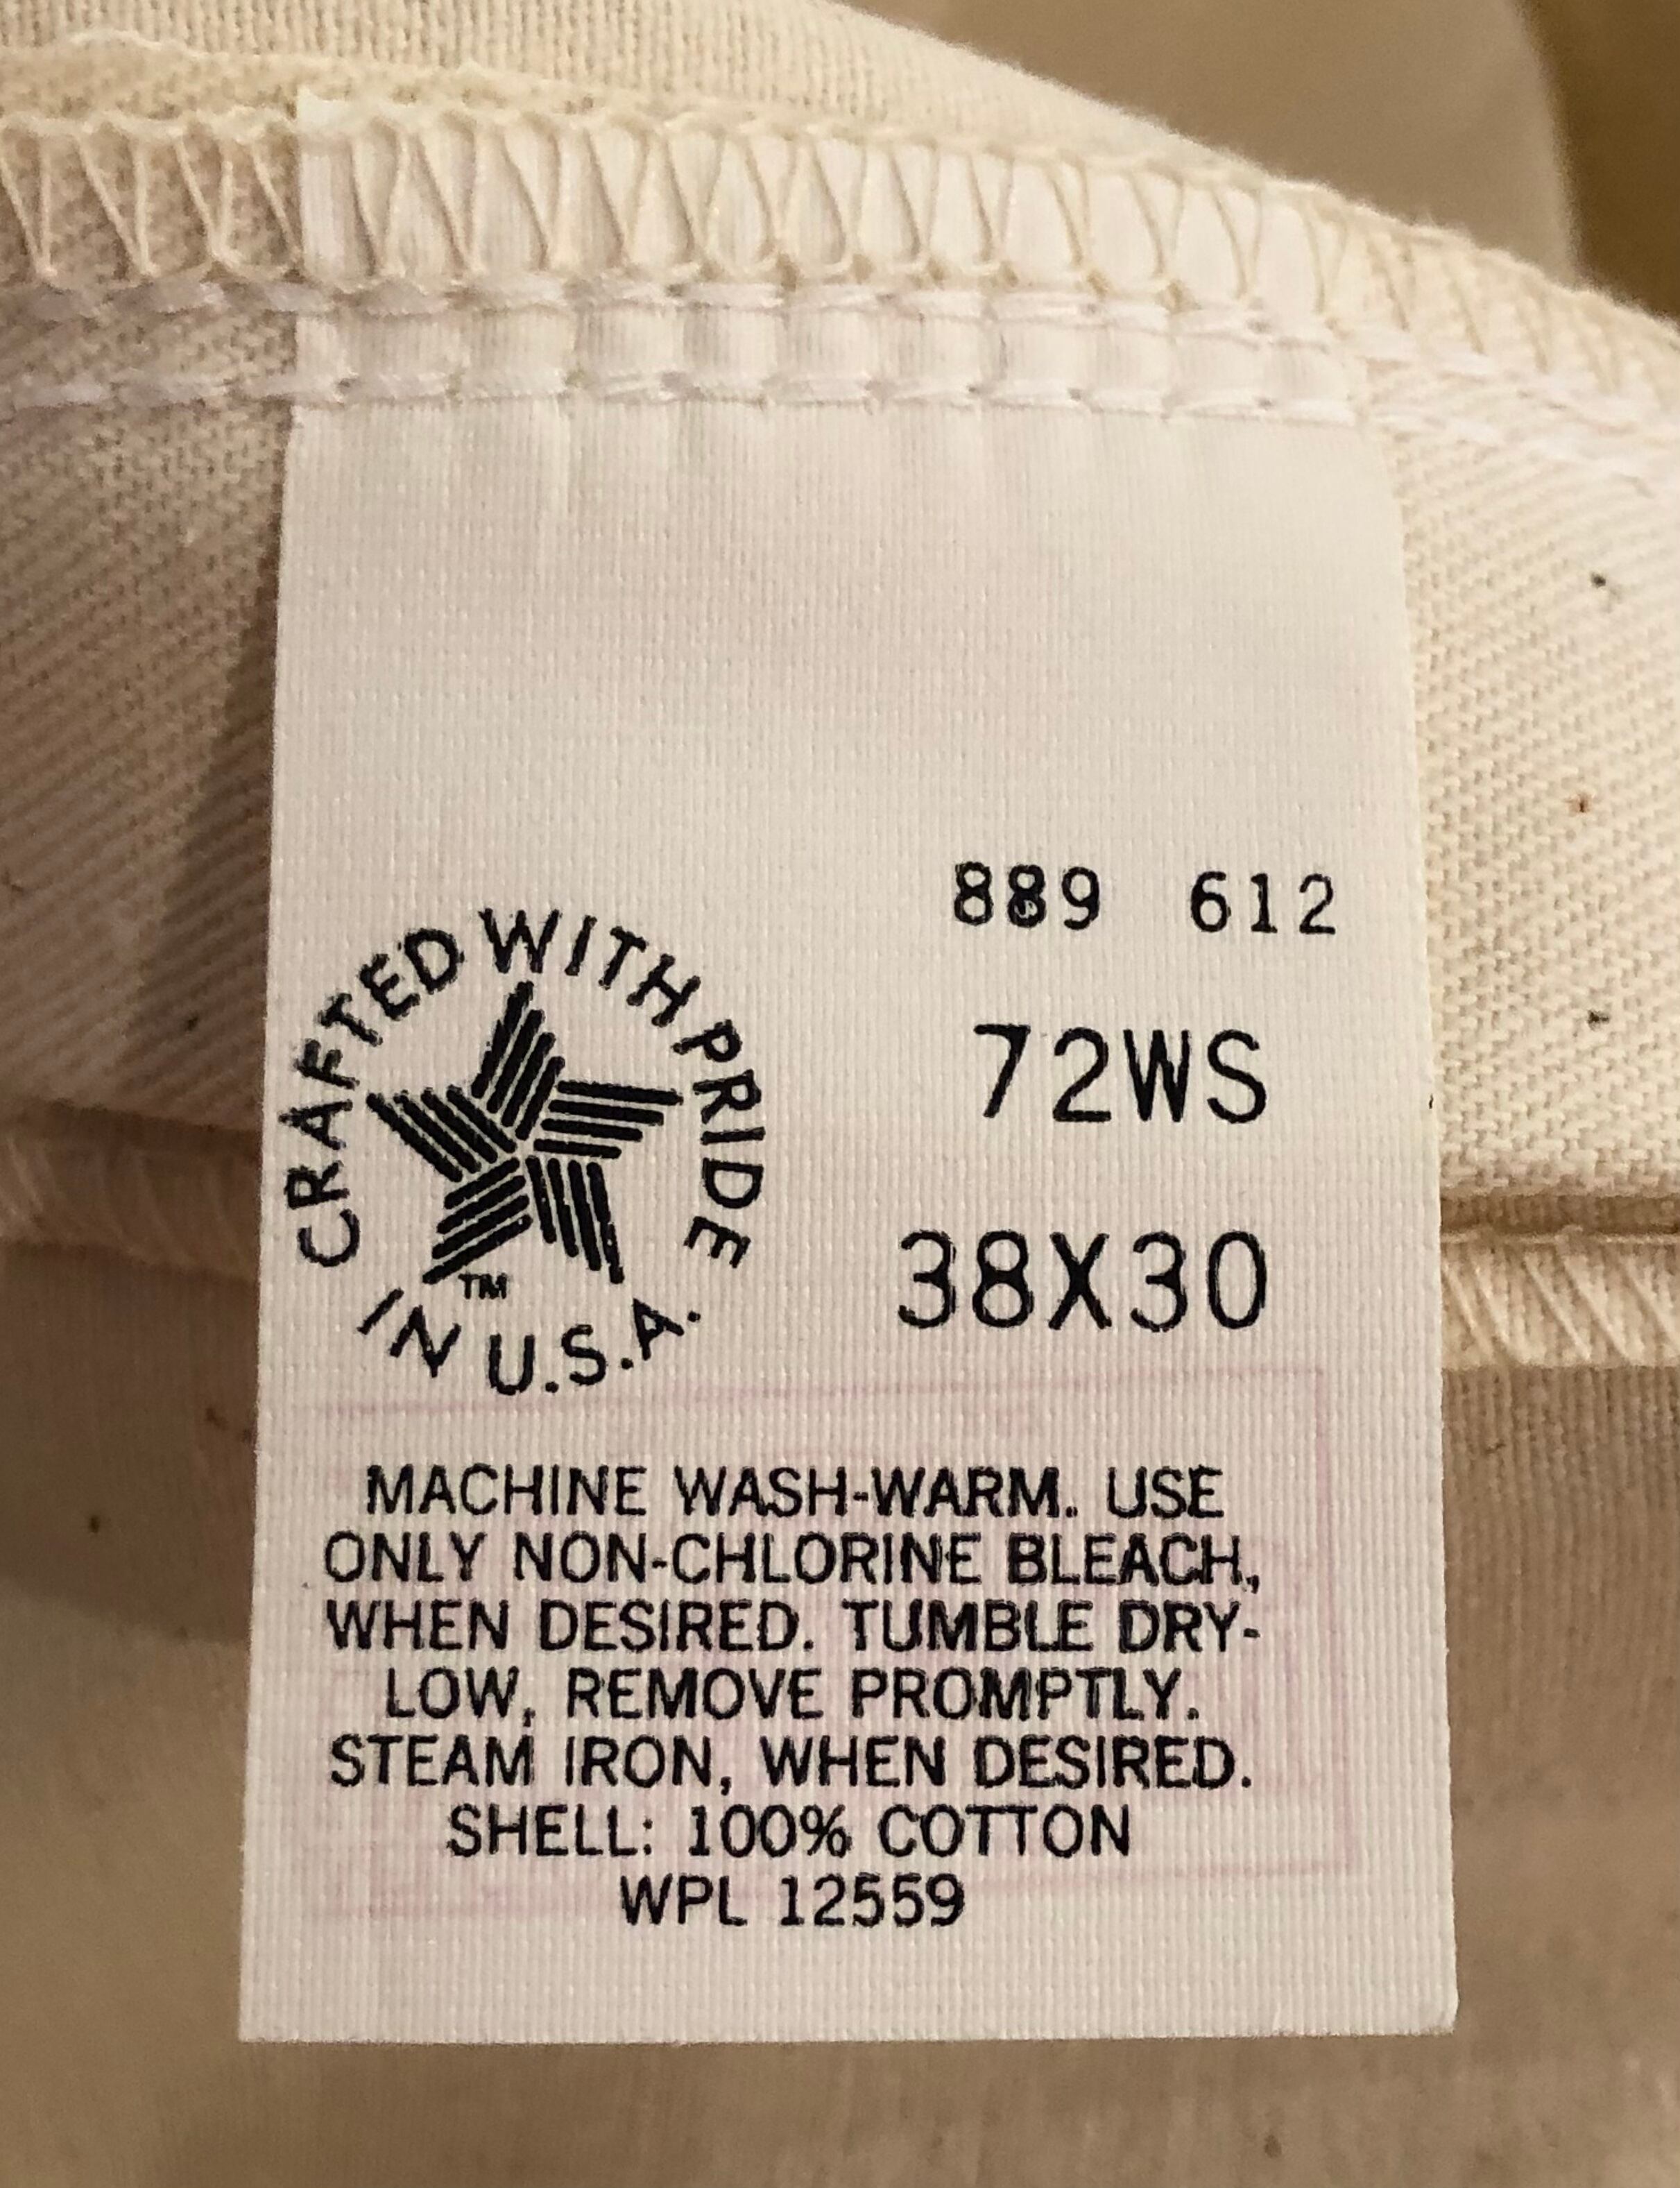 889 612
CRAFTED WITH PRIDE
IN U.S.A.
TM
72WS
38X30
MACHINE WASH-WARM. USE
ONLY NON-CHLORINE BLEACH,
WHEN DESIRED. TUMBLE DRY-
LOW, REMOVE PROMPTLY.
STEAM IRON, WHEN DESIRED.
SHELL: 100% COTTON
WPL 12559